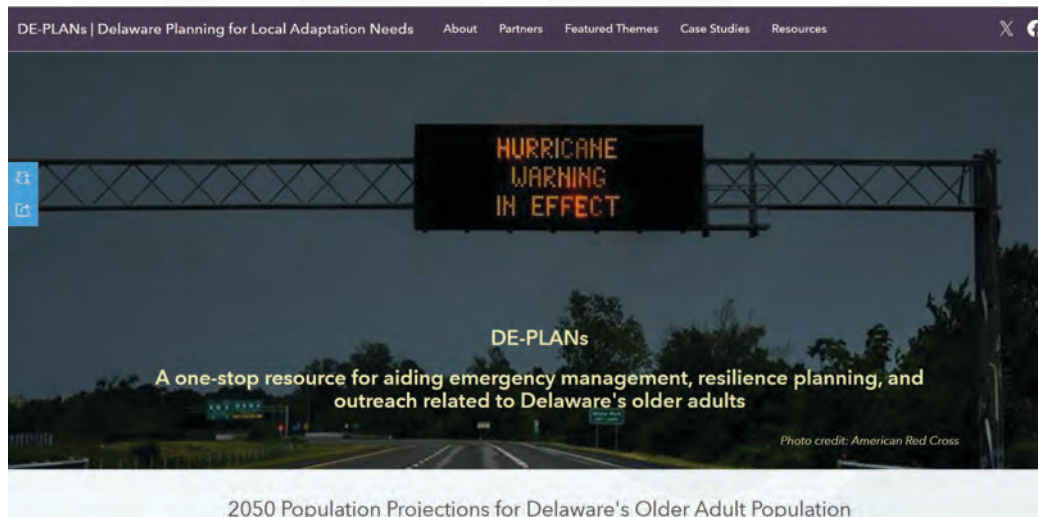 DE-PLANs | Delaware Planning for Local Adaptation Needs About Partners Featured Themes Case Studies Resources
HURRICANE
WARNING
IN EFFECT
DE-PLANs
A one-stop resource for aiding emergency management, resilience planning, and
outreach related to Delaware's older adults
Photo credit: American Red Cross
2050 Population Projections for Delaware's Older Adult Population